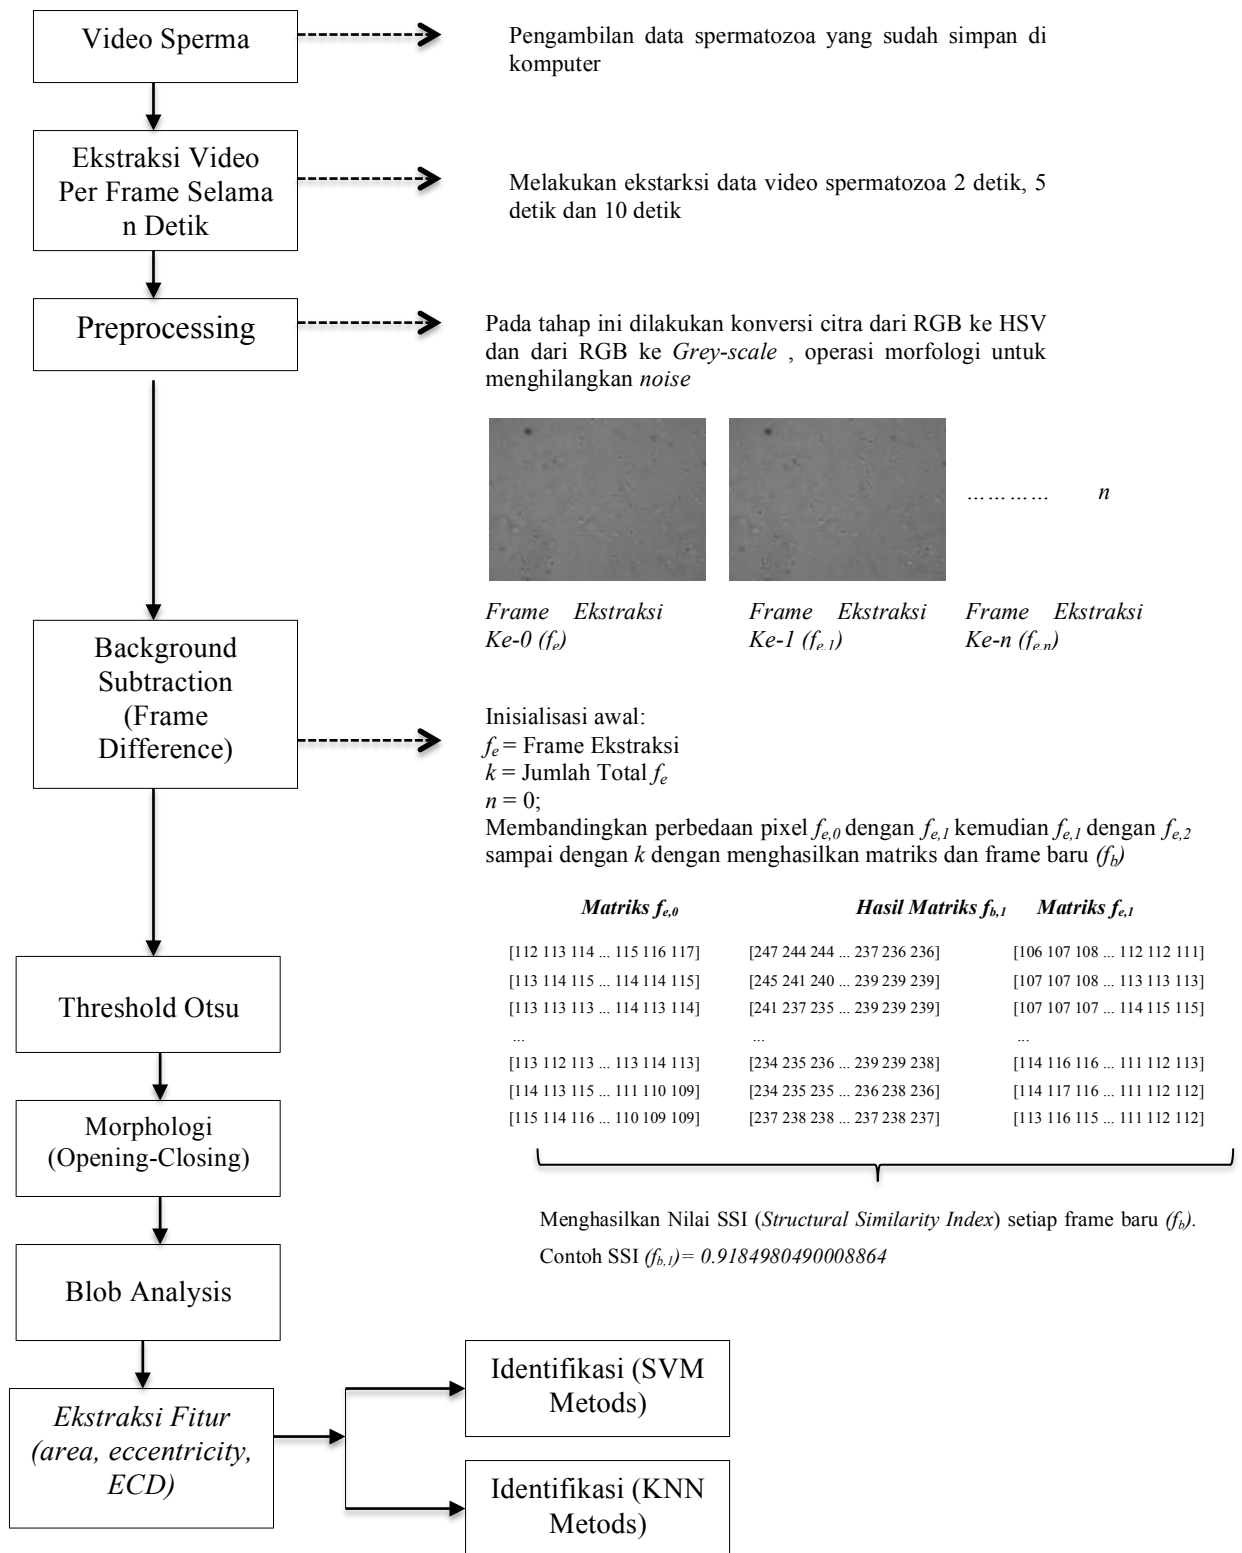 Video Sperma
Pengambilan data spermatozoa yang sudah simpan di
komputer
Ekstraksi Video
Per Frame Selama
n Detik
Melakukan ekstarksi data video spermatozoa 2 detik, 5
detik dan 10 detik
Preprocessing
Pada tahap ini dilakukan konversi citra dari RGB ke HSV
dan dari RGB ke Grey-scale , operasi morfologi untuk
menghilangkan noise
………… n
Frame Ekstraksi
Ke-0 (fe)
Frame Ekstraksi
Ke-1 (fe,1)
Frame Ekstraksi
Ke-n (fe,n)
Background
Subtraction
(Frame
Difference)
Inisialisasi awal:
fe = Frame Ekstraksi
k = Jumlah Total fe
n = 0;
Membandingkan perbedaan pixel fe,0 dengan fe,1 kemudian fe,1 dengan fe,2
sampai dengan k dengan menghasilkan matriks dan frame baru (fb)
Matriks fe,0 Hasil Matriks fb,1 Matriks fe,1
[112 113 114 ... 115 116 117] [247 244 244 ... 237 236 236] [106 107 108 ... 112 112 111]
[113 114 115 ... 114 114 115] [245 241 240 ... 239 239 239] [107 107 108 ... 113 113 113]
[113 113 113 ... 114 113 114] [241 237 235 ... 239 239 239] [107 107 107 ... 114 115 115]
... ... ...
[113 112 113 ... 113 114 113] [234 235 236 ... 239 239 238] [114 116 116 ... 111 112 113]
[114 113 115 ... 111 110 109] [234 235 235 ... 236 238 236] [114 117 116 ... 111 112 112]
[115 114 116 ... 110 109 109] [237 238 238 ... 237 238 237] [113 116 115 ... 111 112 112]
Threshold Otsu
Morphologi
(Opening-Closing)
Menghasilkan Nilai SSI (Structural Similarity Index) setiap frame baru (fb).
Contoh SSI (fb,1)= 0.9184980490008864
Blob Analysis
Ekstraksi Fitur
(area, eccentricity,
ECD)
Identifikasi (SVM
Metods)
Identifikasi (KNN
Metods)